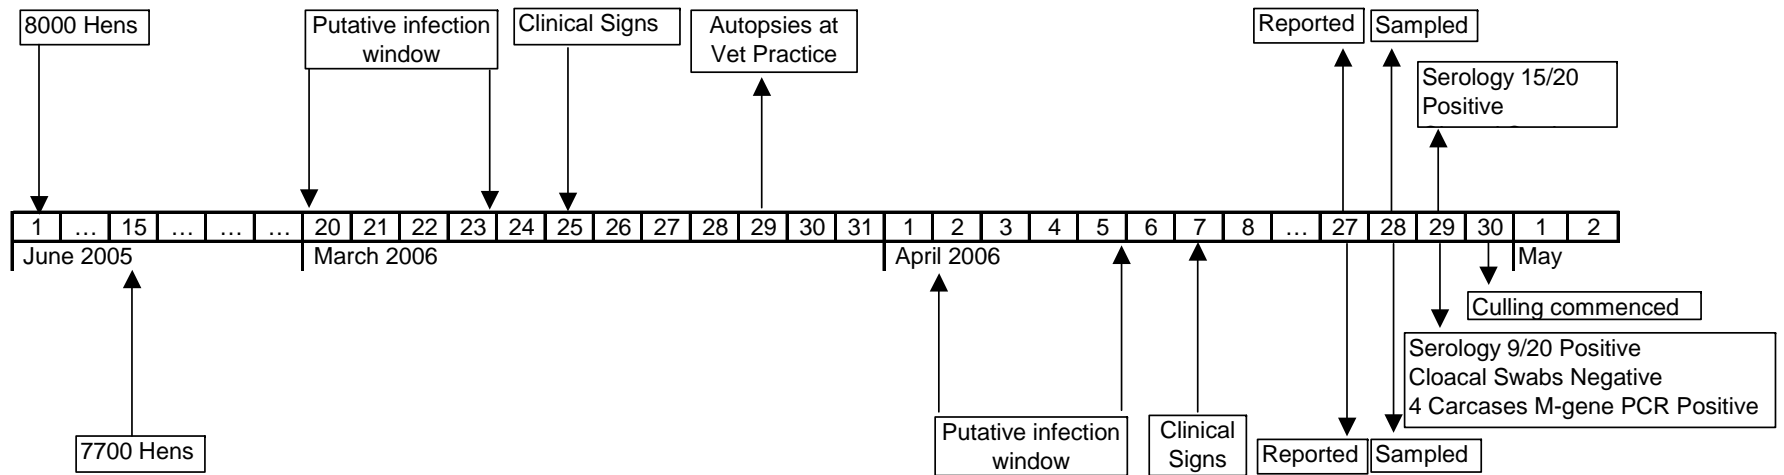 8000 Hens
Putative infection
window
Clinical Signs
Autopsies at
Vet Practice
Reported
Sampled
Serology 15/20
Positive
1 … 15 … … … 20 21 22 23 24 25 26 27 28 29 30 31 1 2 3 4 5 6 7 8 … 27 28 29 30 1 2
June 2005
March 2006
April 2006
May
Culling commenced
Serology 9/20 Positive
Cloacal Swabs Negative
4 Carcases M-gene PCR Positive
7700 Hens
Putative infection
window
Clinical
Signs
Reported
Sampled